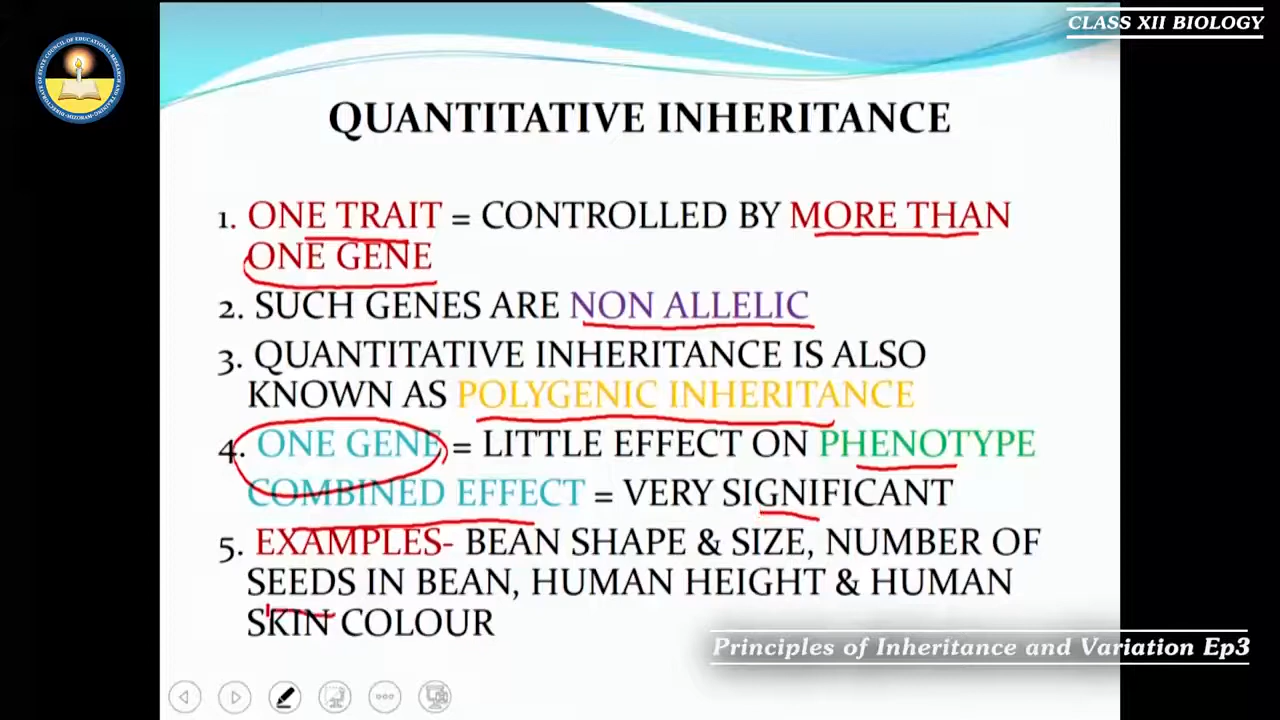 CLASS XII BIOLOGY
QUANTITATIVE INHERITANCE
1. ONE TRAIT = CONTROLLED BY MORE THAN
ONE GENE
2. SUCH GENES ARE NON ALLELIC
3. QUANTITATIVE INHERITANCE IS ALSO
KNOWN AS POLYGENIC INHERITANCE
4. ONE GENE = LITTLE EFFECT ON PHENOTYPE
COMBINED EFFECT = VERY SIGNIFICANT
5. EXAMPLES- BEAN SHAPE & SIZE, NUMBER OF
SEEDS IN BEAN, HUMAN HEIGHT & HUMAN
SKIN COLOUR
Principles of Inheritance and Variation Ep3